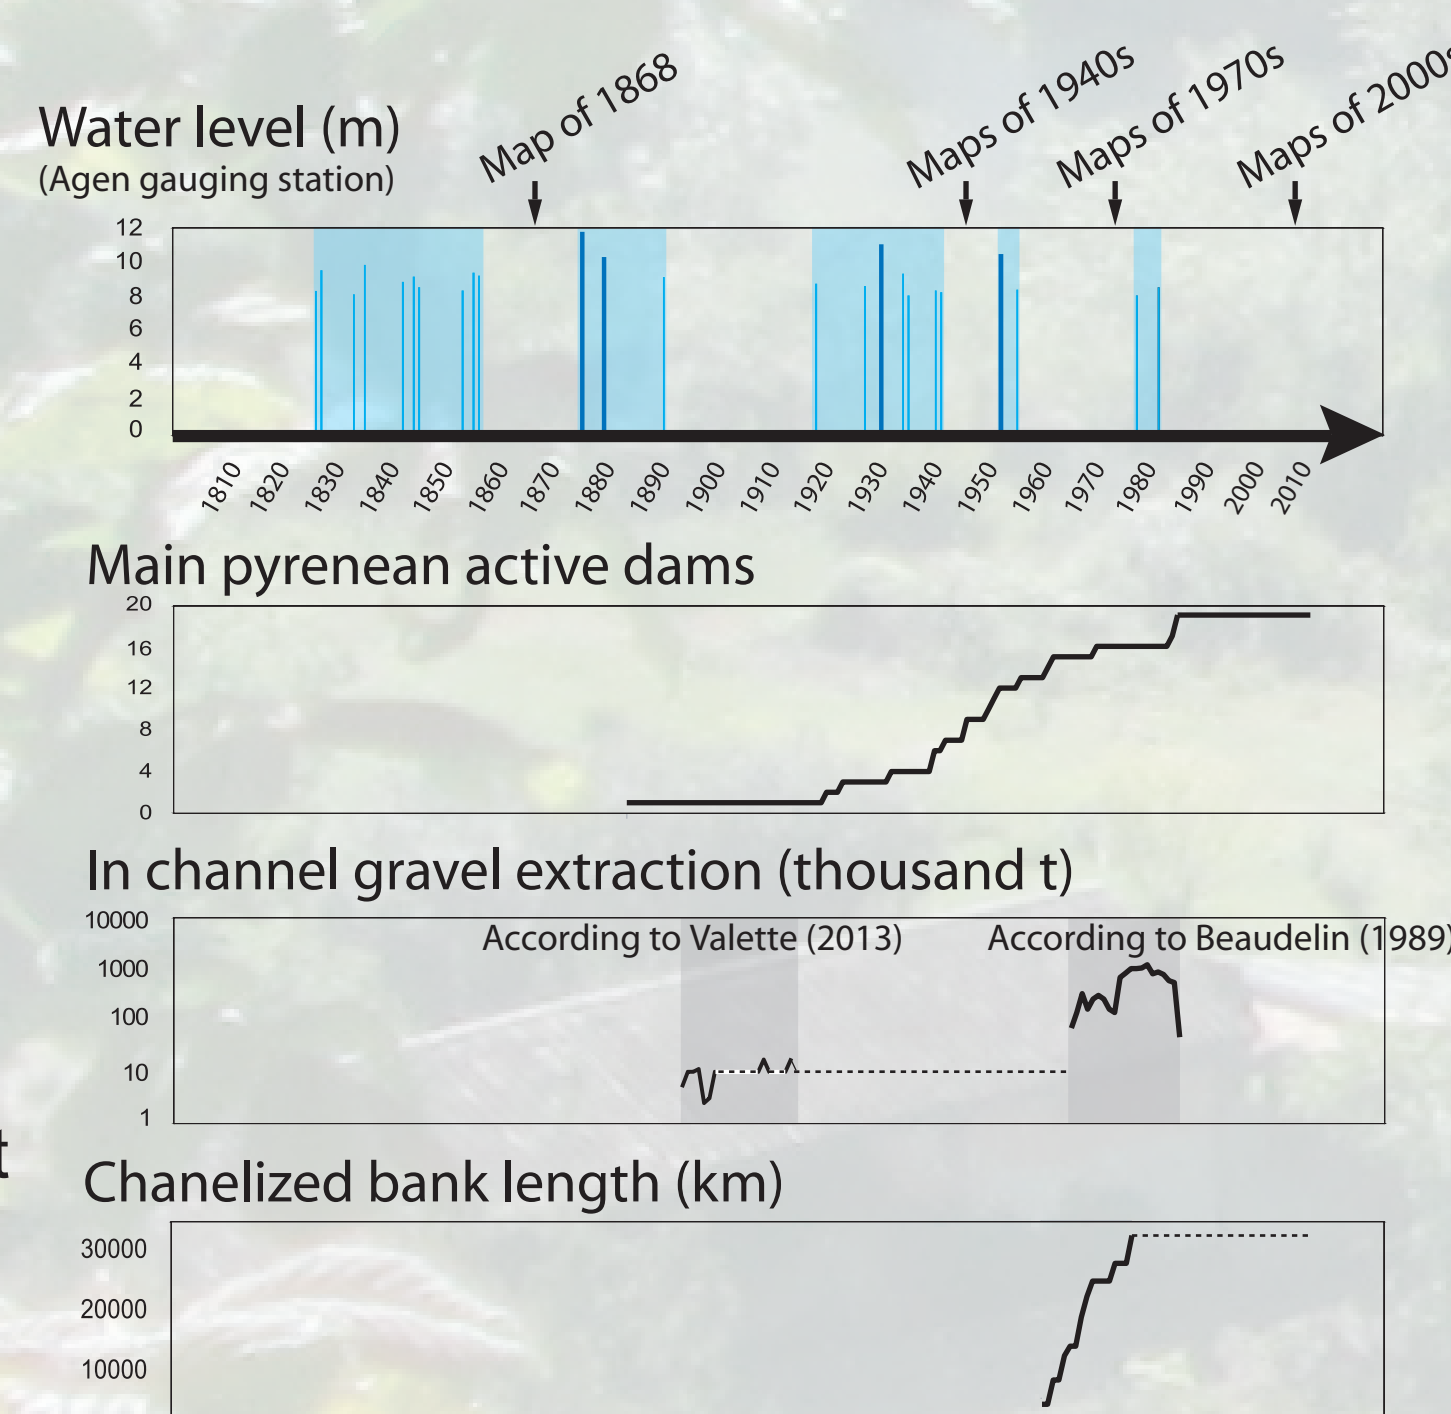 Map of 1868
Maps of 1940s
Maps of 1970s
Maps of 2000s
Water level (m)
(Agen gauging station)
12
10
8
6
4
2
0
1810 1820 1830 1840 1850 1860 1870 1880 1890 1900 1910 1920 1930 1940 1950 1960 1970 1980 1990 2000 2010
Main pyrenean active dams
20
16
12
8
4
0
In channel gravel extraction (thousand t)
10000
According to Valette (2013) According to Beaudelin (1989)
1000
100
10
1
t
Chanelized bank length (km)
30000
20000
10000